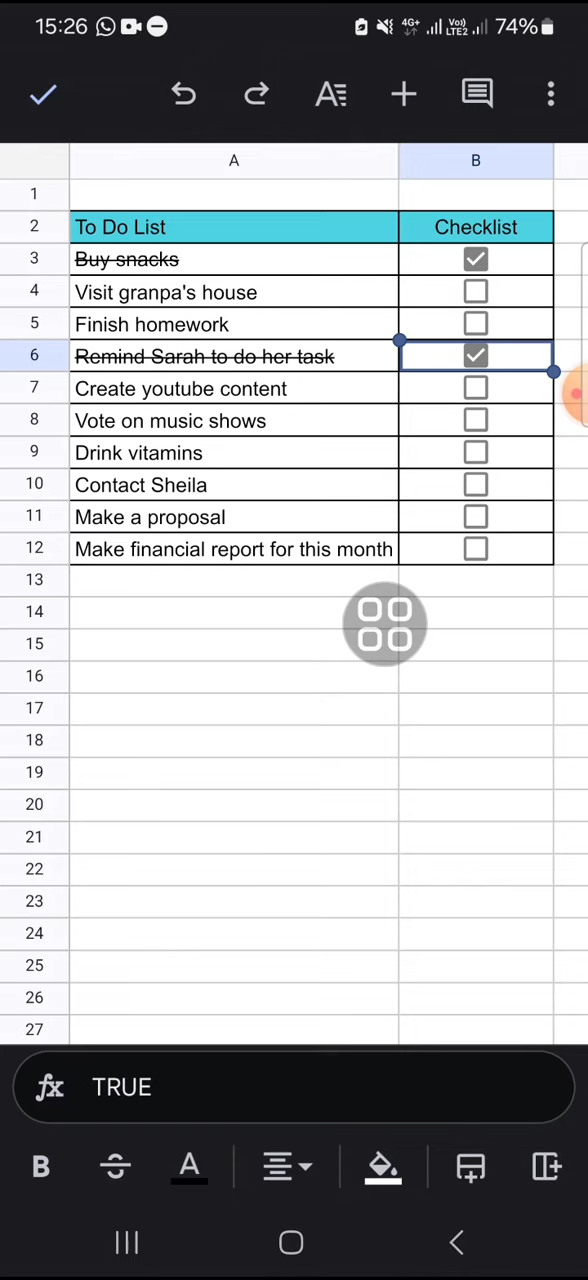 15:26 4G+ Vo) LTE2 74%
A B
1
2 To Do List Checklist
3 Buy snacks
4 Visit granpa's house
5 Finish homework
6 Remind Sarah to do her task
7 Create youtube content
8 Vote on music shows
9 Drink vitamins
10 Contact Sheila
11 Make a proposal
12 Make financial report for this month
13
14
15
16
17
18
19
20
21
22
23
24
25
26
27
fx TRUE
B A